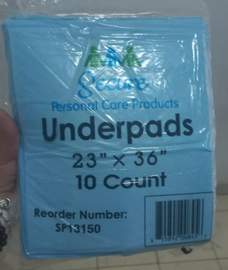 Secure
Personal Care Products
Underpads
23" x 36"
10 Count
Reorder Number:
SP13150